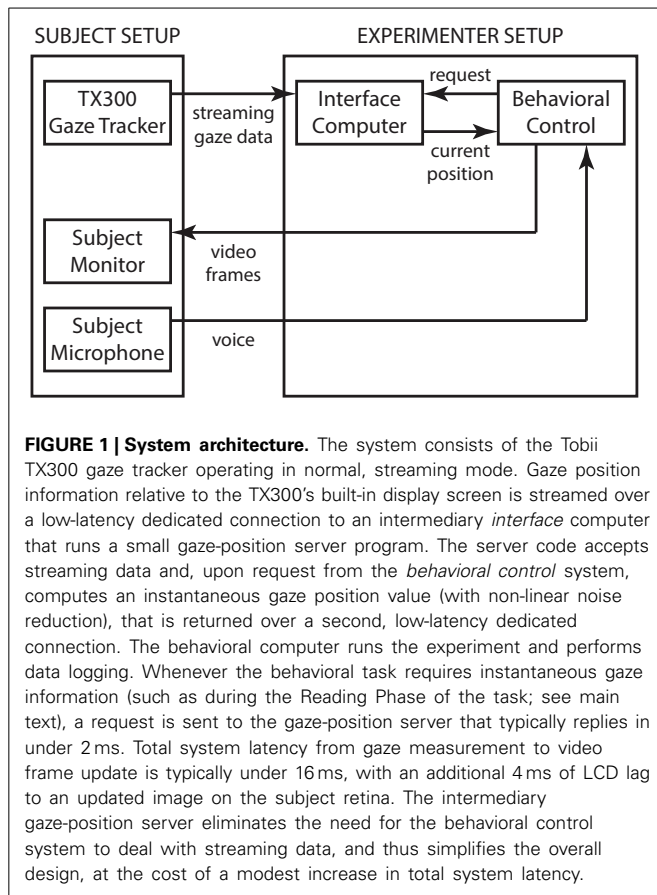 SUBJECT SETUP
EXPERIMENTER SETUP
TX300
Gaze Tracker
streaming
gaze data
Interface
Computer
request
current
position
Behavioral
Control
Subject
Monitor
video
frames
Subject
Microphone
voice
FIGURE 1 | System architecture. The system consists of the Tobii
TX300 gaze tracker operating in normal, streaming mode. Gaze position
information relative to the TX300's built-in display screen is streamed over
a low-latency dedicated connection to an intermediary interface computer
that runs a small gaze-position server program. The server code accepts
streaming data and, upon request from the behavioral control system,
computes an instantaneous gaze position value (with non-linear noise
reduction), that is returned over a second, low-latency dedicated
connection. The behavioral computer runs the experiment and performs
data logging. Whenever the behavioral task requires instantaneous gaze
information (such as during the Reading Phase of the task; see main
text), a request is sent to the gaze-position server that typically replies in
under 2 ms. Total system latency from gaze measurement to video
frame update is typically under 16 ms, with an additional 4 ms of LCD lag
to an updated image on the subject retina. The intermediary
gaze-position server eliminates the need for the behavioral control
system to deal with streaming data, and thus simplifies the overall
design, at the cost of a modest increase in total system latency.